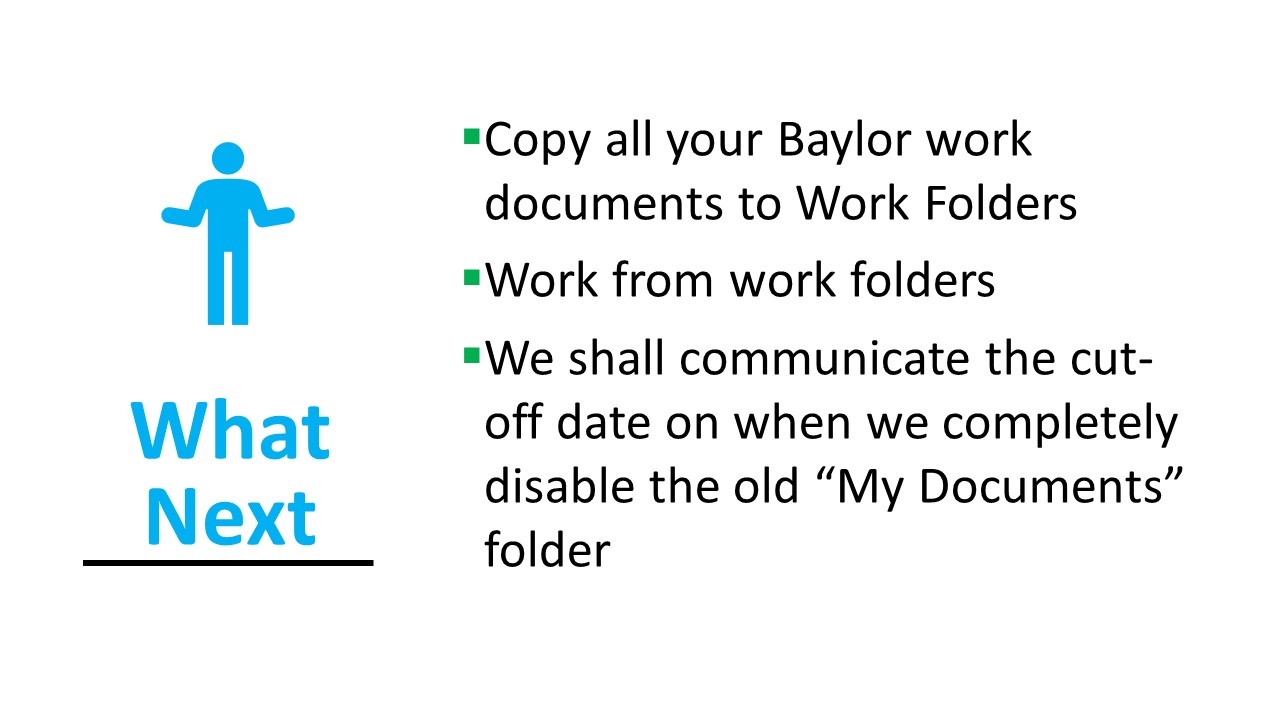 What
Next
▪Copy all your Baylor work
documents to Work Folders
▪Work from work folders
▪We shall communicate the cut-
off date on when we completely
disable the old “My Documents”
folder